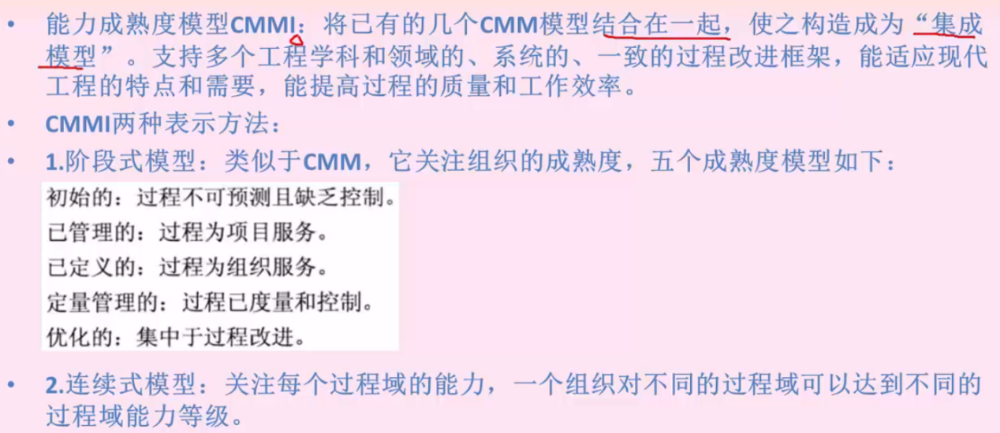 • 能力成熟度模型CMMI：将已有的几个CMM模型结合在一起，使之构造成为“集成
模型”。支持多个工程学科和领域的、系统的、一致的过程改进框架，能适应现代
工程的特点和需要，能提高过程的质量和工作效率。
• CMMI两种表示方法：
• 1.阶段式模型：类似于CMM，它关注组织的成熟度，五个成熟度模型如下：
初始的：过程不可预测且缺乏控制。
已管理的：过程为项目服务。
已定义的：过程为组织服务。
定量管理的：过程已度量和控制。
优化的：集中于过程改进。
• 2.连续式模型：关注每个过程域的能力，一个组织对不同的过程域可以达到不同的
过程域能力等级。